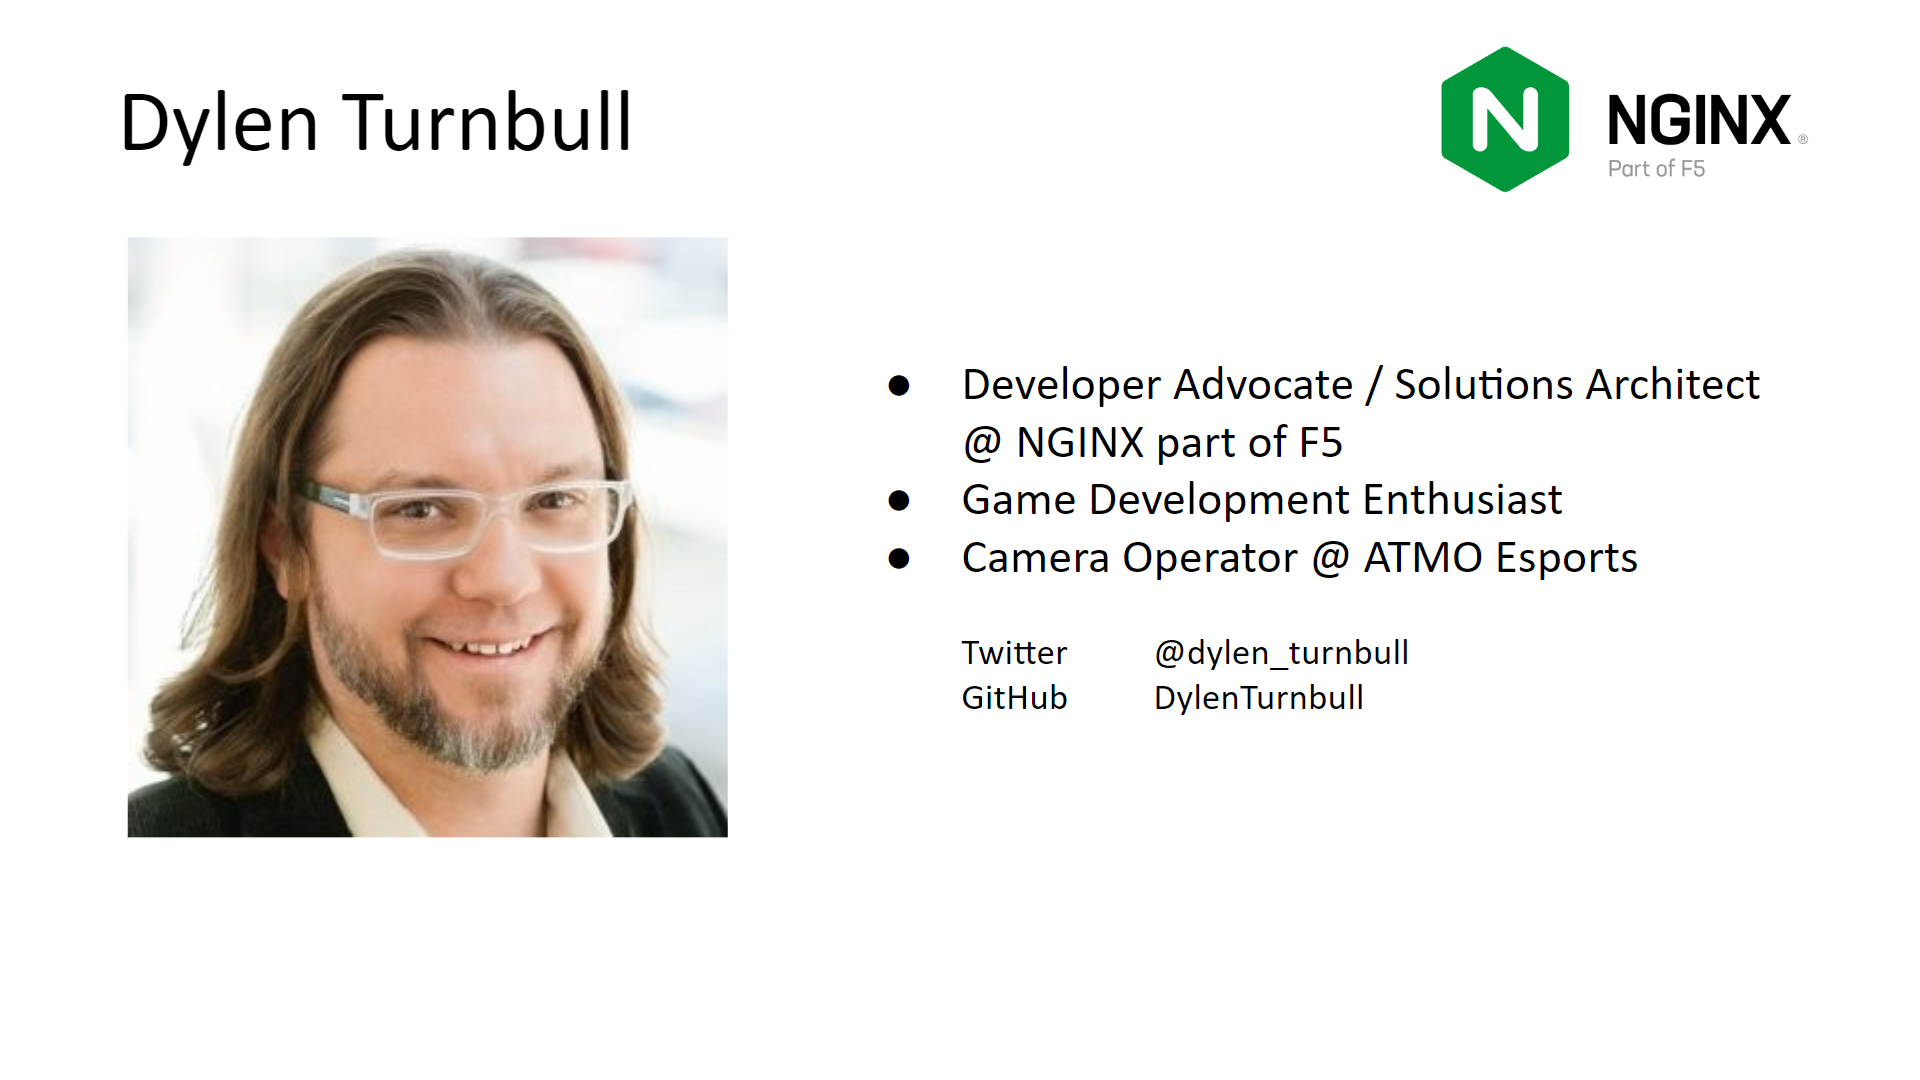 Dylen Turnbull
N NGINX ®
Part of F5
● Developer Advocate / Solutions Architect
@ NGINX part of F5
● Game Development Enthusiast
● Camera Operator @ ATMO Esports
Twitter @dylen_turnbull
GitHub DylenTurnbull